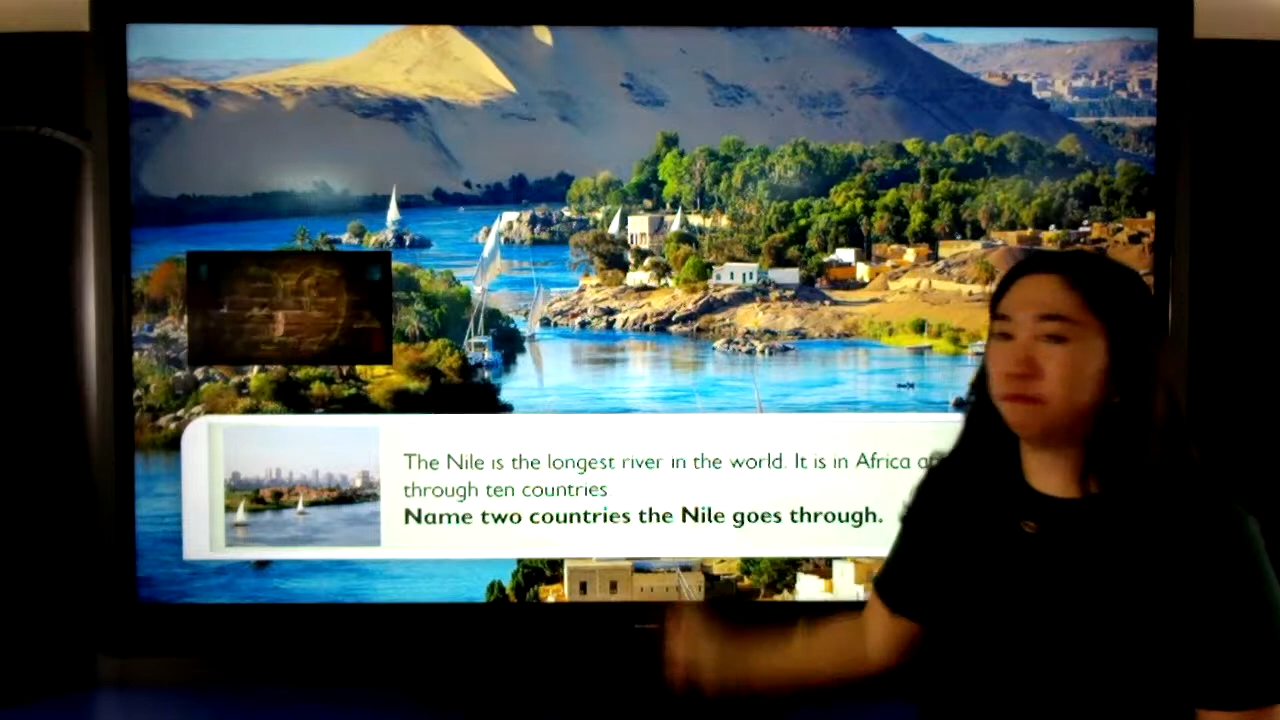 The Nile is the longest river in the world. It is in Africa
through ten countries
Name two countries the Nile goes through.